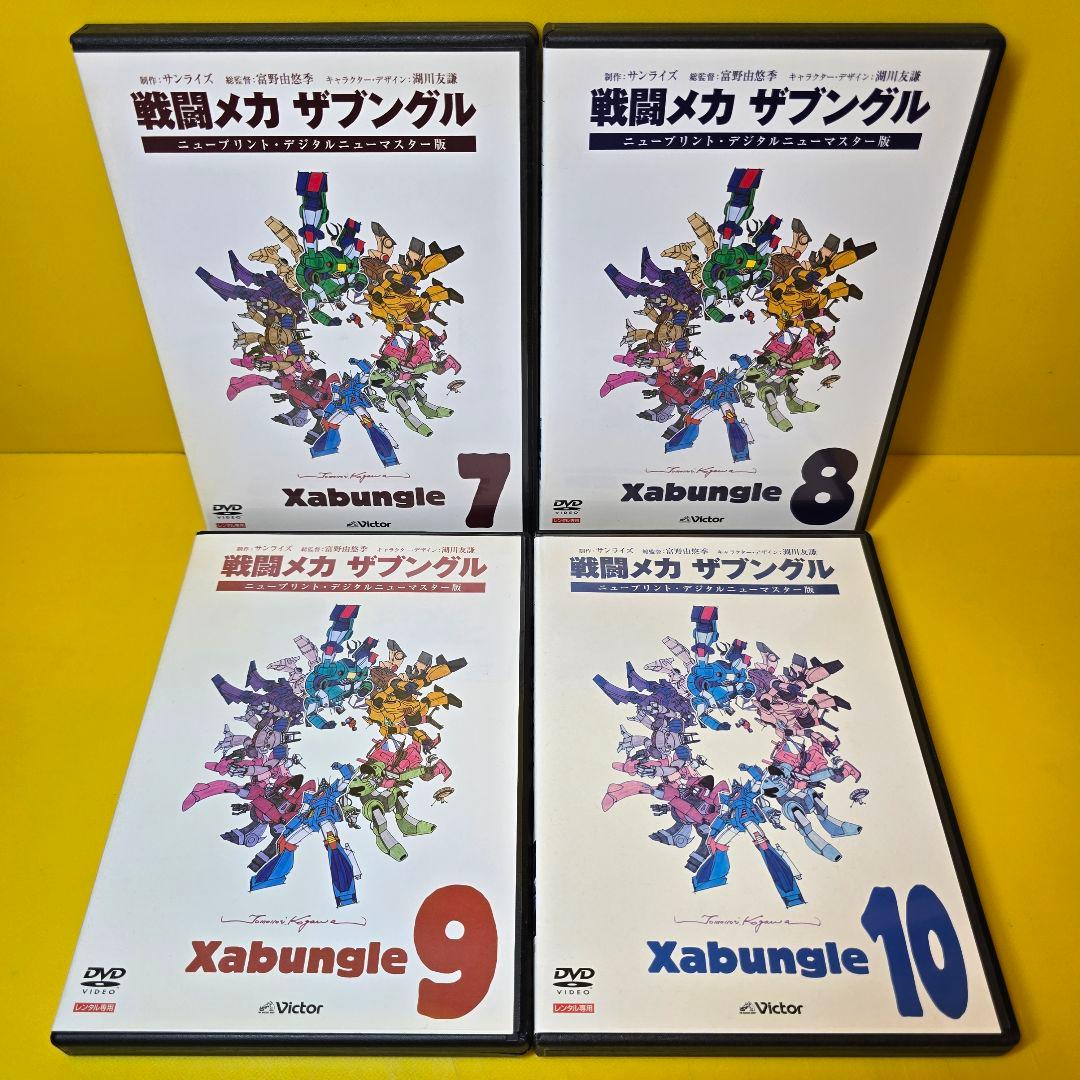 制作:サンライズ 総監督:富野由悠季 キャラクター・デザイン:湖川友謙
戦闘メカ ザブングル
ニュープリント・デジタルニューマスター版
Tomonori Kogawa
Xabungle 7
DVD
VIDEO
レンタル専用
Victor
制作:サンライズ 総監督:富野由悠季 キャラクター・デザイン:湖川友謙
戦闘メカ ザブングル
ニュープリント・デジタルニューマスター版
Tomonori Kogawa
Xabungle 8
DVD
VIDEO
レンタル専用
Victor
制作:サンライズ 総監督:富野由悠季 キャラクター・デザイン:湖川友謙
戦闘メカ ザブングル
ニュープリント・デジタルニューマスター版
Tomonori Kogawa
Xabungle 9
DVD
VIDEO
レンタル専用
Victor
制作:サンライズ 総監督:富野由悠季 キャラクター・デザイン:湖川友謙
戦闘メカ ザブングル
ニュープリント・デジタルニューマスター版
Tomonori Kogawa
Xabungle 10
DVD
VIDEO
レンタル専用
Victor